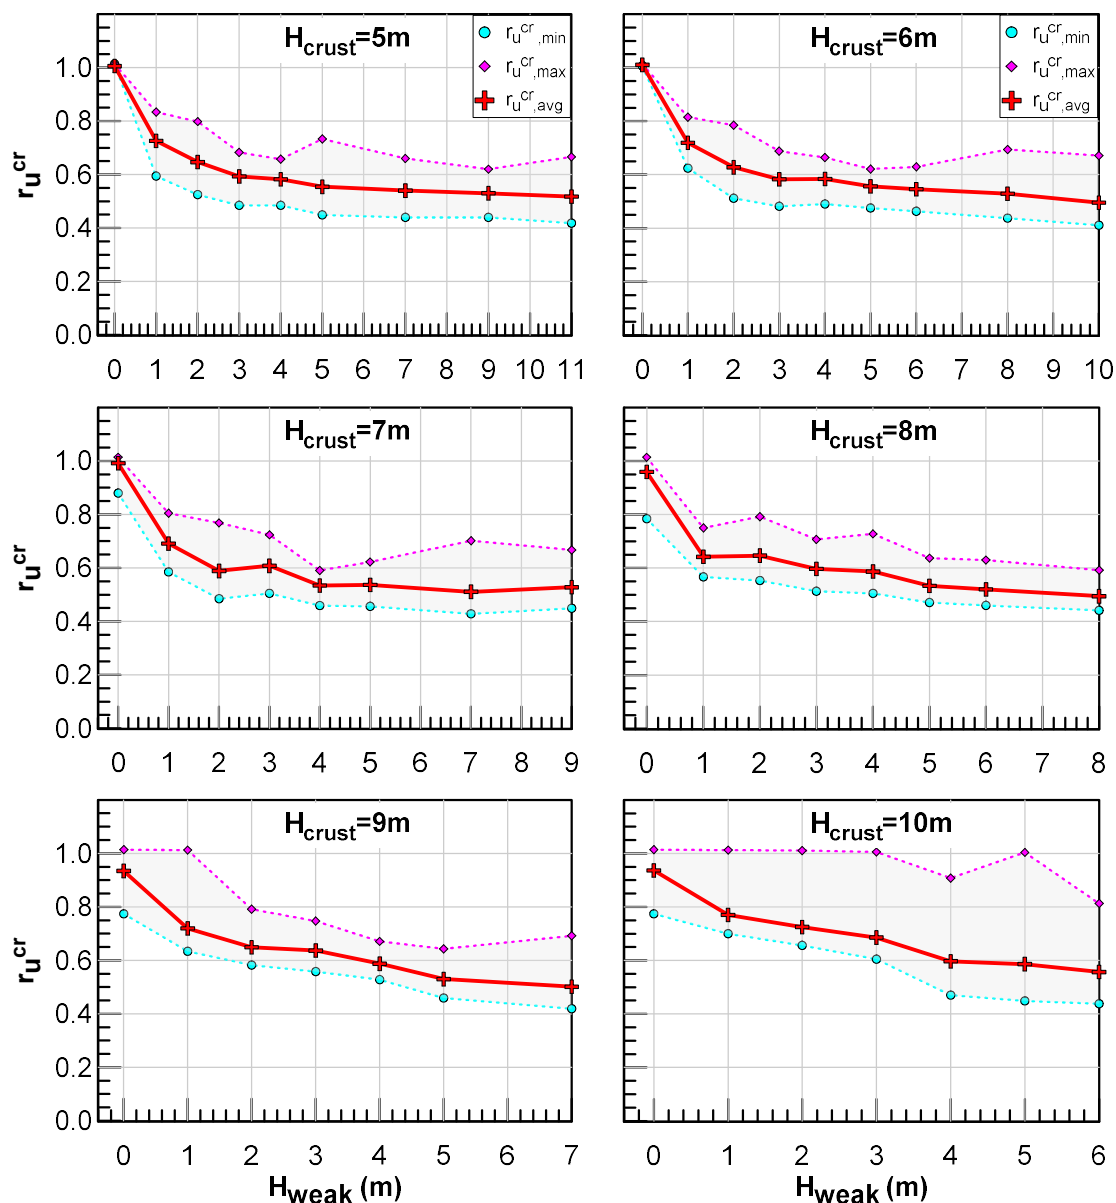 H_crust=5m
r_u^cr,min
r_u^cr,max
r_u^cr,avg
r_u^cr
1.0
0.8
0.6
0.4
0.2
0.0
0 1 2 3 4 5 6 7 8 9 10 11
H_crust=6m
r_u^cr,min
r_u^cr,max
r_u^cr,avg
0 1 2 3 4 5 6 7 8 9 10
H_crust=7m
r_u^cr
1.0
0.8
0.6
0.4
0.2
0.0
0 1 2 3 4 5 6 7 8 9
H_crust=8m
0 1 2 3 4 5 6 7 8
H_crust=9m
r_u^cr
1.0
0.8
0.6
0.4
0.2
0.0
0 1 2 3 4 5 6 7
H_weak (m)
H_crust=10m
0 1 2 3 4 5 6
H_weak (m)